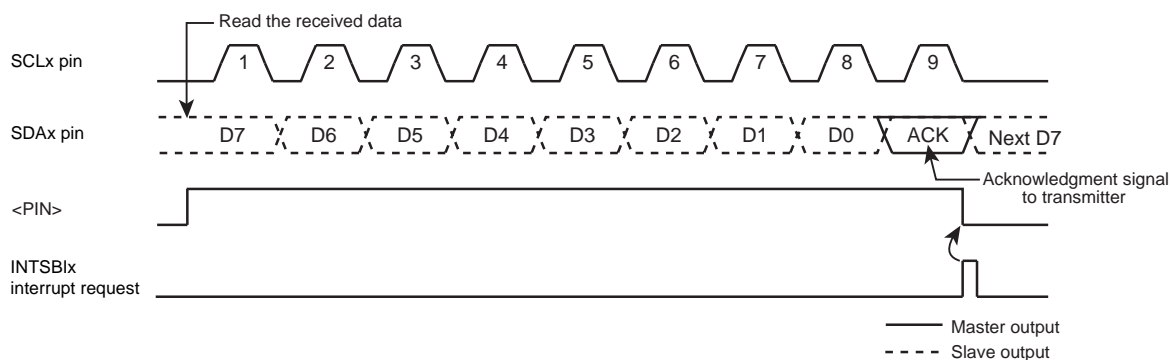 Read the received data
SCLx pin
1 2 3 4 5 6 7 8 9
SDAx pin
D7 D6 D5 D4 D3 D2 D1 D0 ACK Next D7
Acknowledgment signal
to transmitter
<PIN>
INTSBIx
interrupt request
Master output
Slave output